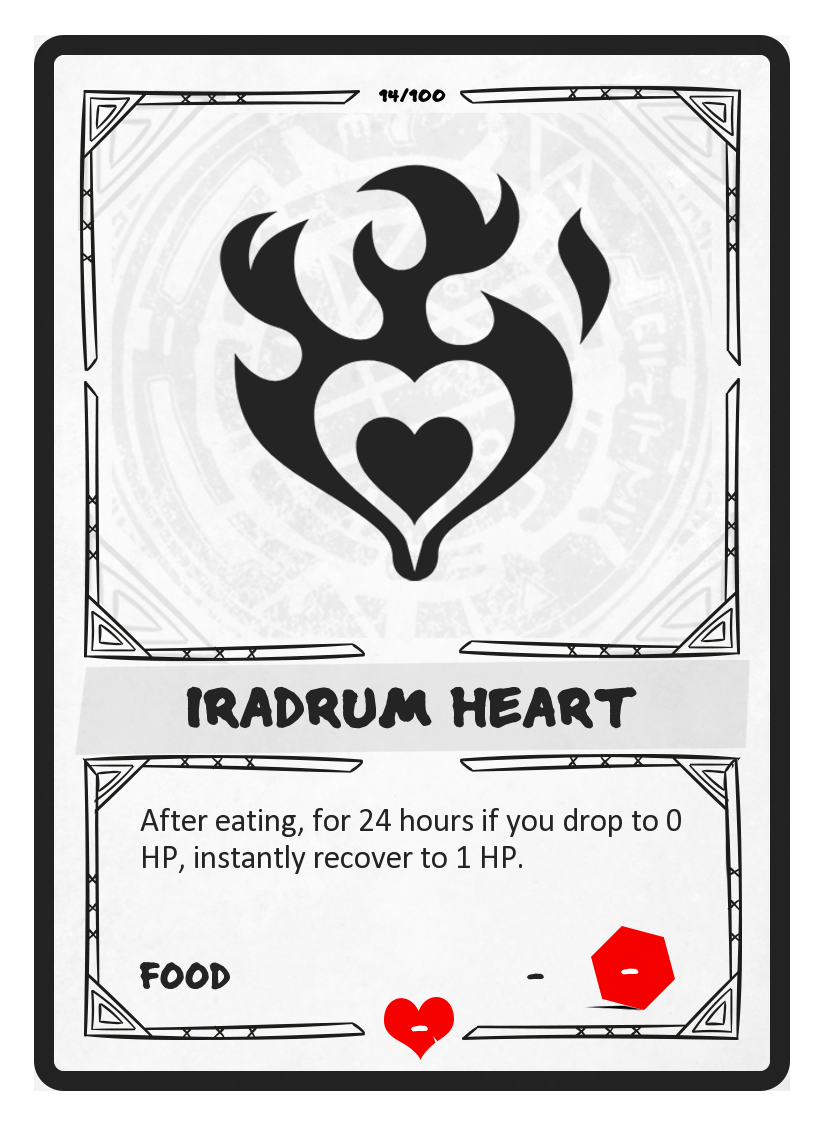 14/100
IRADRUM HEART
After eating, for 24 hours if you drop to 0
HP, instantly recover to 1 HP.
FOOD - -
-